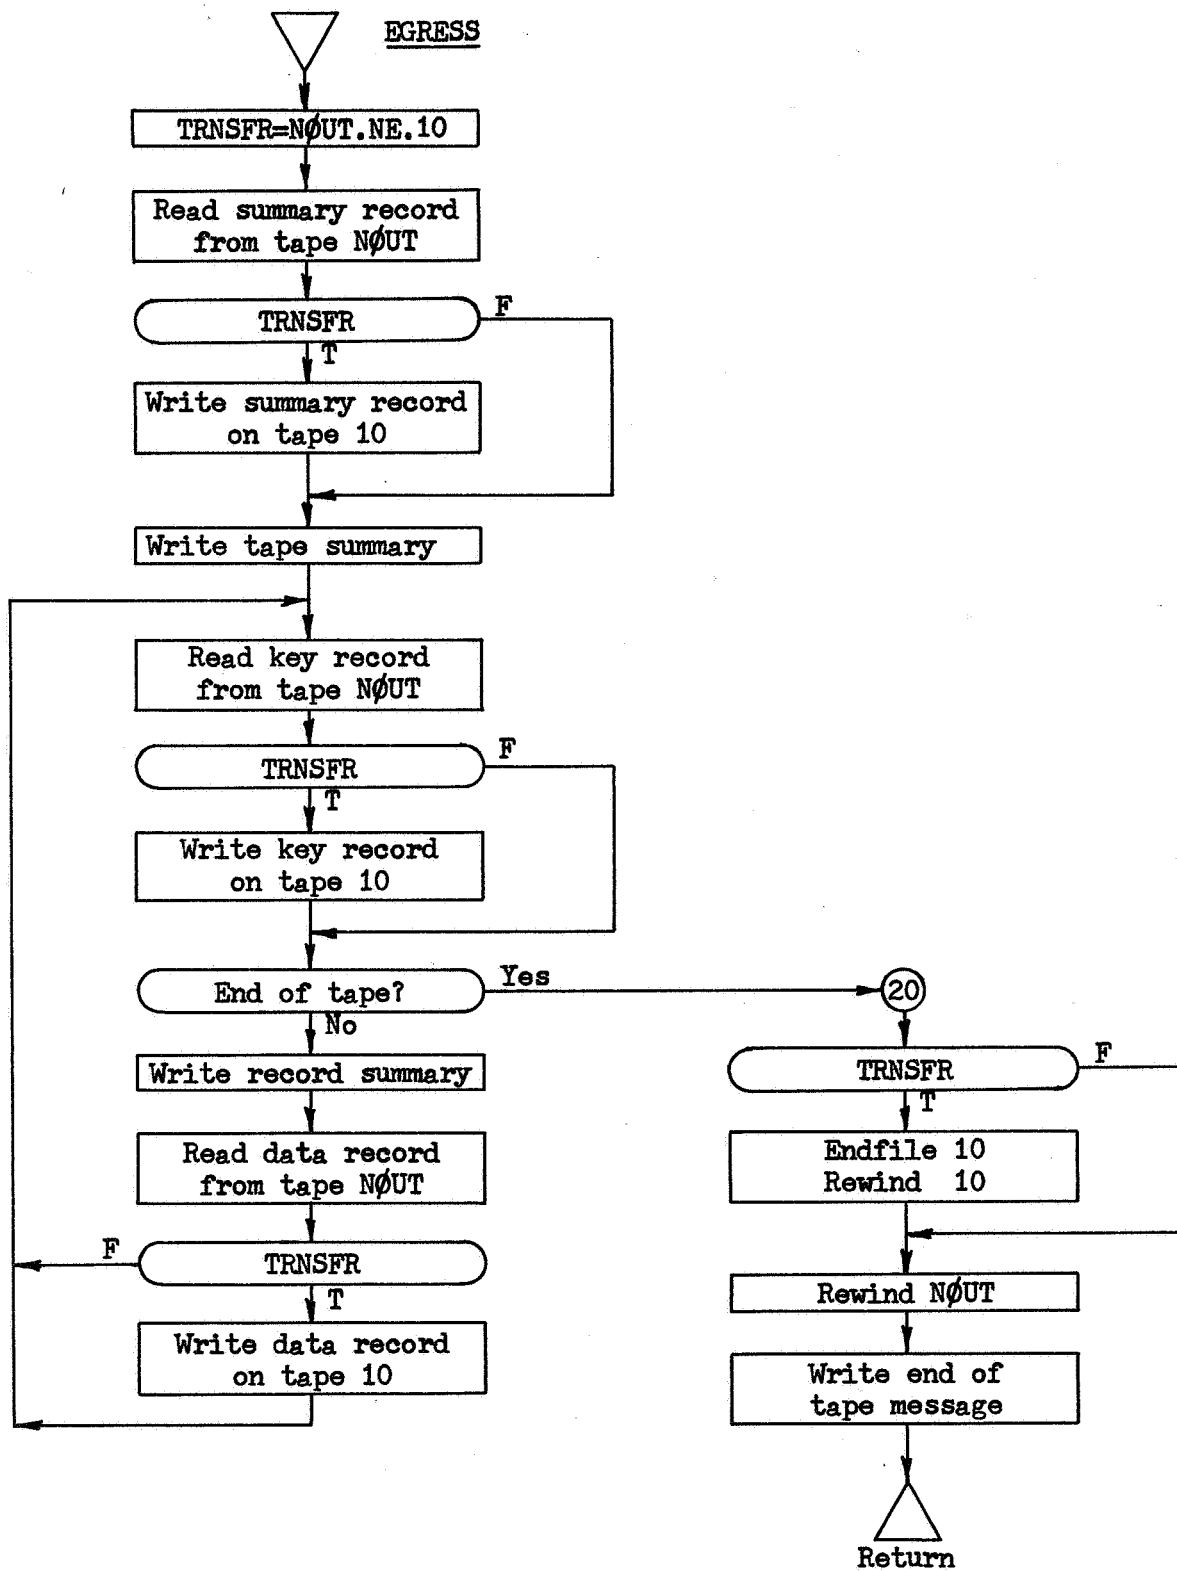 EGRESS
TRNSFR=NØUT.NE.10
Read summary record
from tape NØUT
TRNSFR
F
T
Write summary record
on tape 10
Write tape summary
Read key record
from tape NØUT
TRNSFR
F
T
Write key record
on tape 10
End of tape?
Yes
No
Write record summary
Read data record
from tape NØUT
F
TRNSFR
T
Write data record
on tape 10
20
TRNSFR
F
T
Endfile 10
Rewind 10
Rewind NØUT
Write end of
tape message
Return